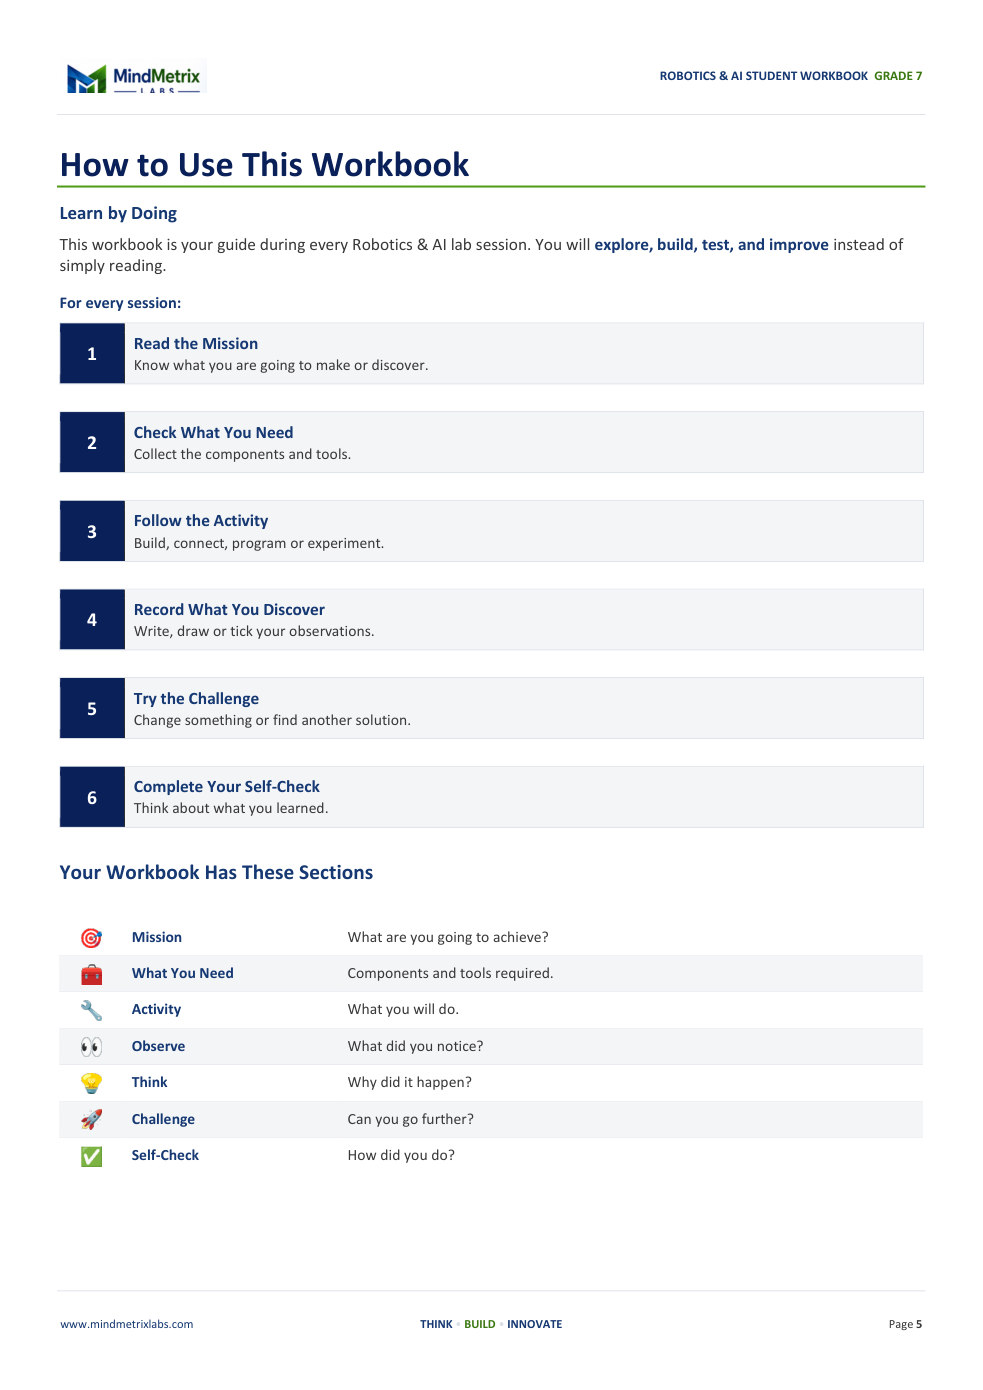 MindMetrix
LABS
ROBOTICS & AI STUDENT WORKBOOK GRADE 7
How to Use This Workbook
Learn by Doing
This workbook is your guide during every Robotics & AI lab session. You will explore, build, test, and improve instead of
simply reading.
For every session:
1
Read the Mission
Know what you are going to make or discover.
2
Check What You Need
Collect the components and tools.
3
Follow the Activity
Build, connect, program or experiment.
4
Record What You Discover
Write, draw or tick your observations.
5
Try the Challenge
Change something or find another solution.
6
Complete Your Self-Check
Think about what you learned.
Your Workbook Has These Sections
Mission What are you going to achieve?
What You Need Components and tools required.
Activity What you will do.
Observe What did you notice?
Think Why did it happen?
Challenge Can you go further?
Self-Check How did you do?
www.mindmetrixlabs.com THINK • BUILD • INNOVATE Page 5